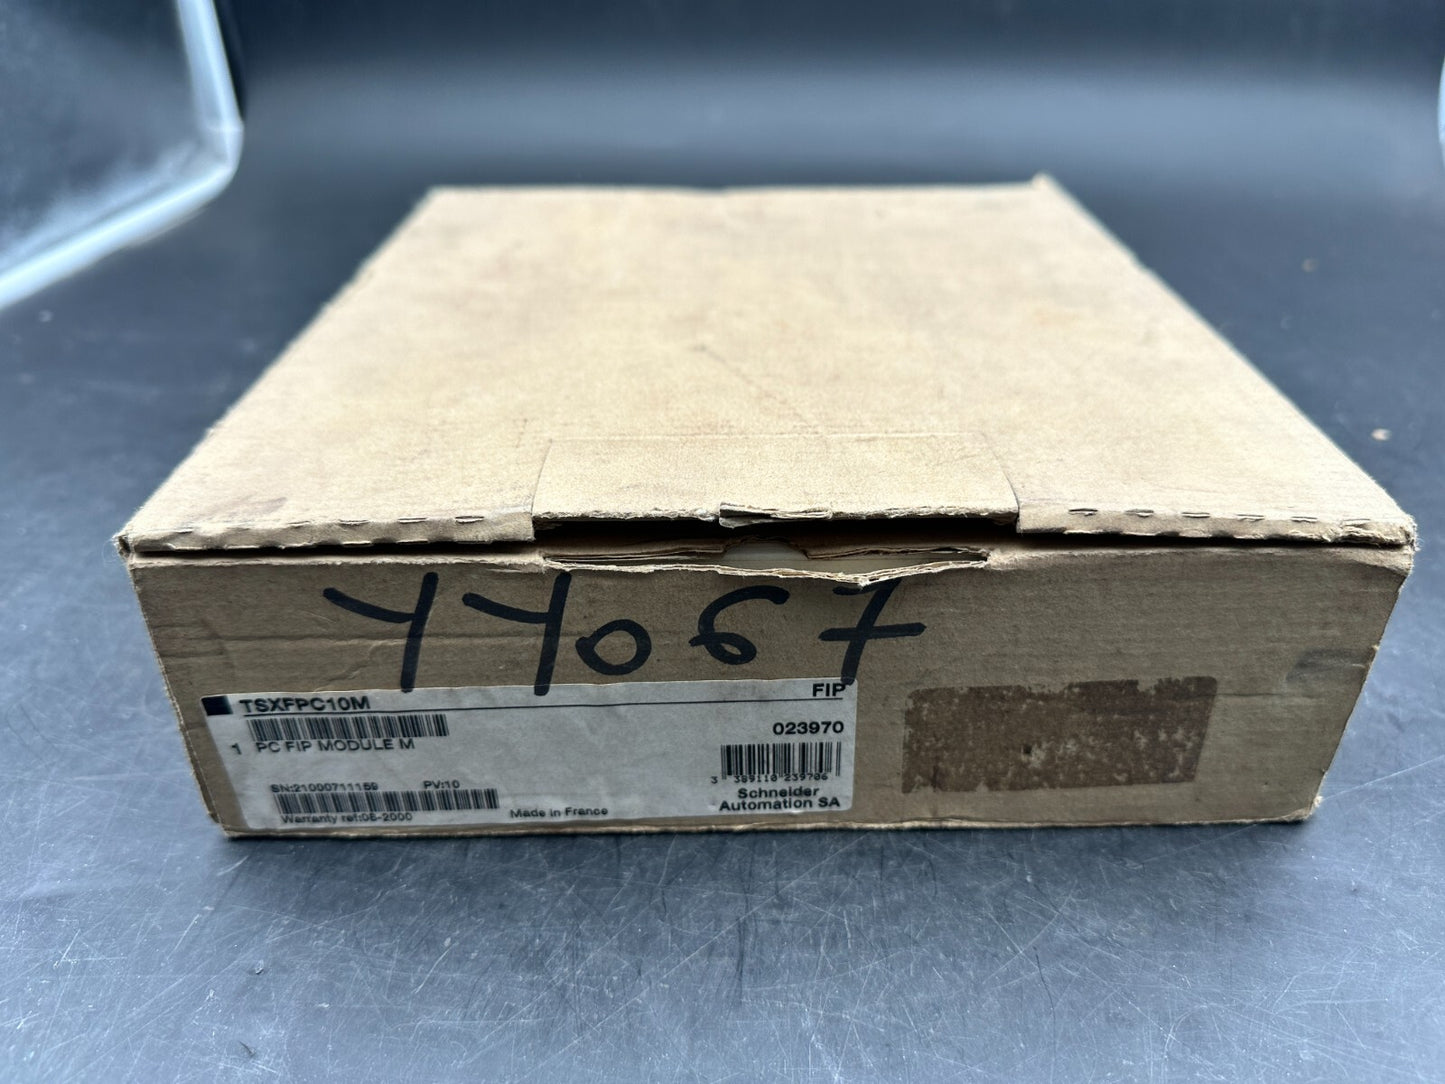 YY067
TSXFPC10M FIP
023970
1 PC FIP MODULE M
3 389110 239706
SN:21000711159 PV:10
Schneider
Automation SA
Warranty ref:08-2000 Made in France